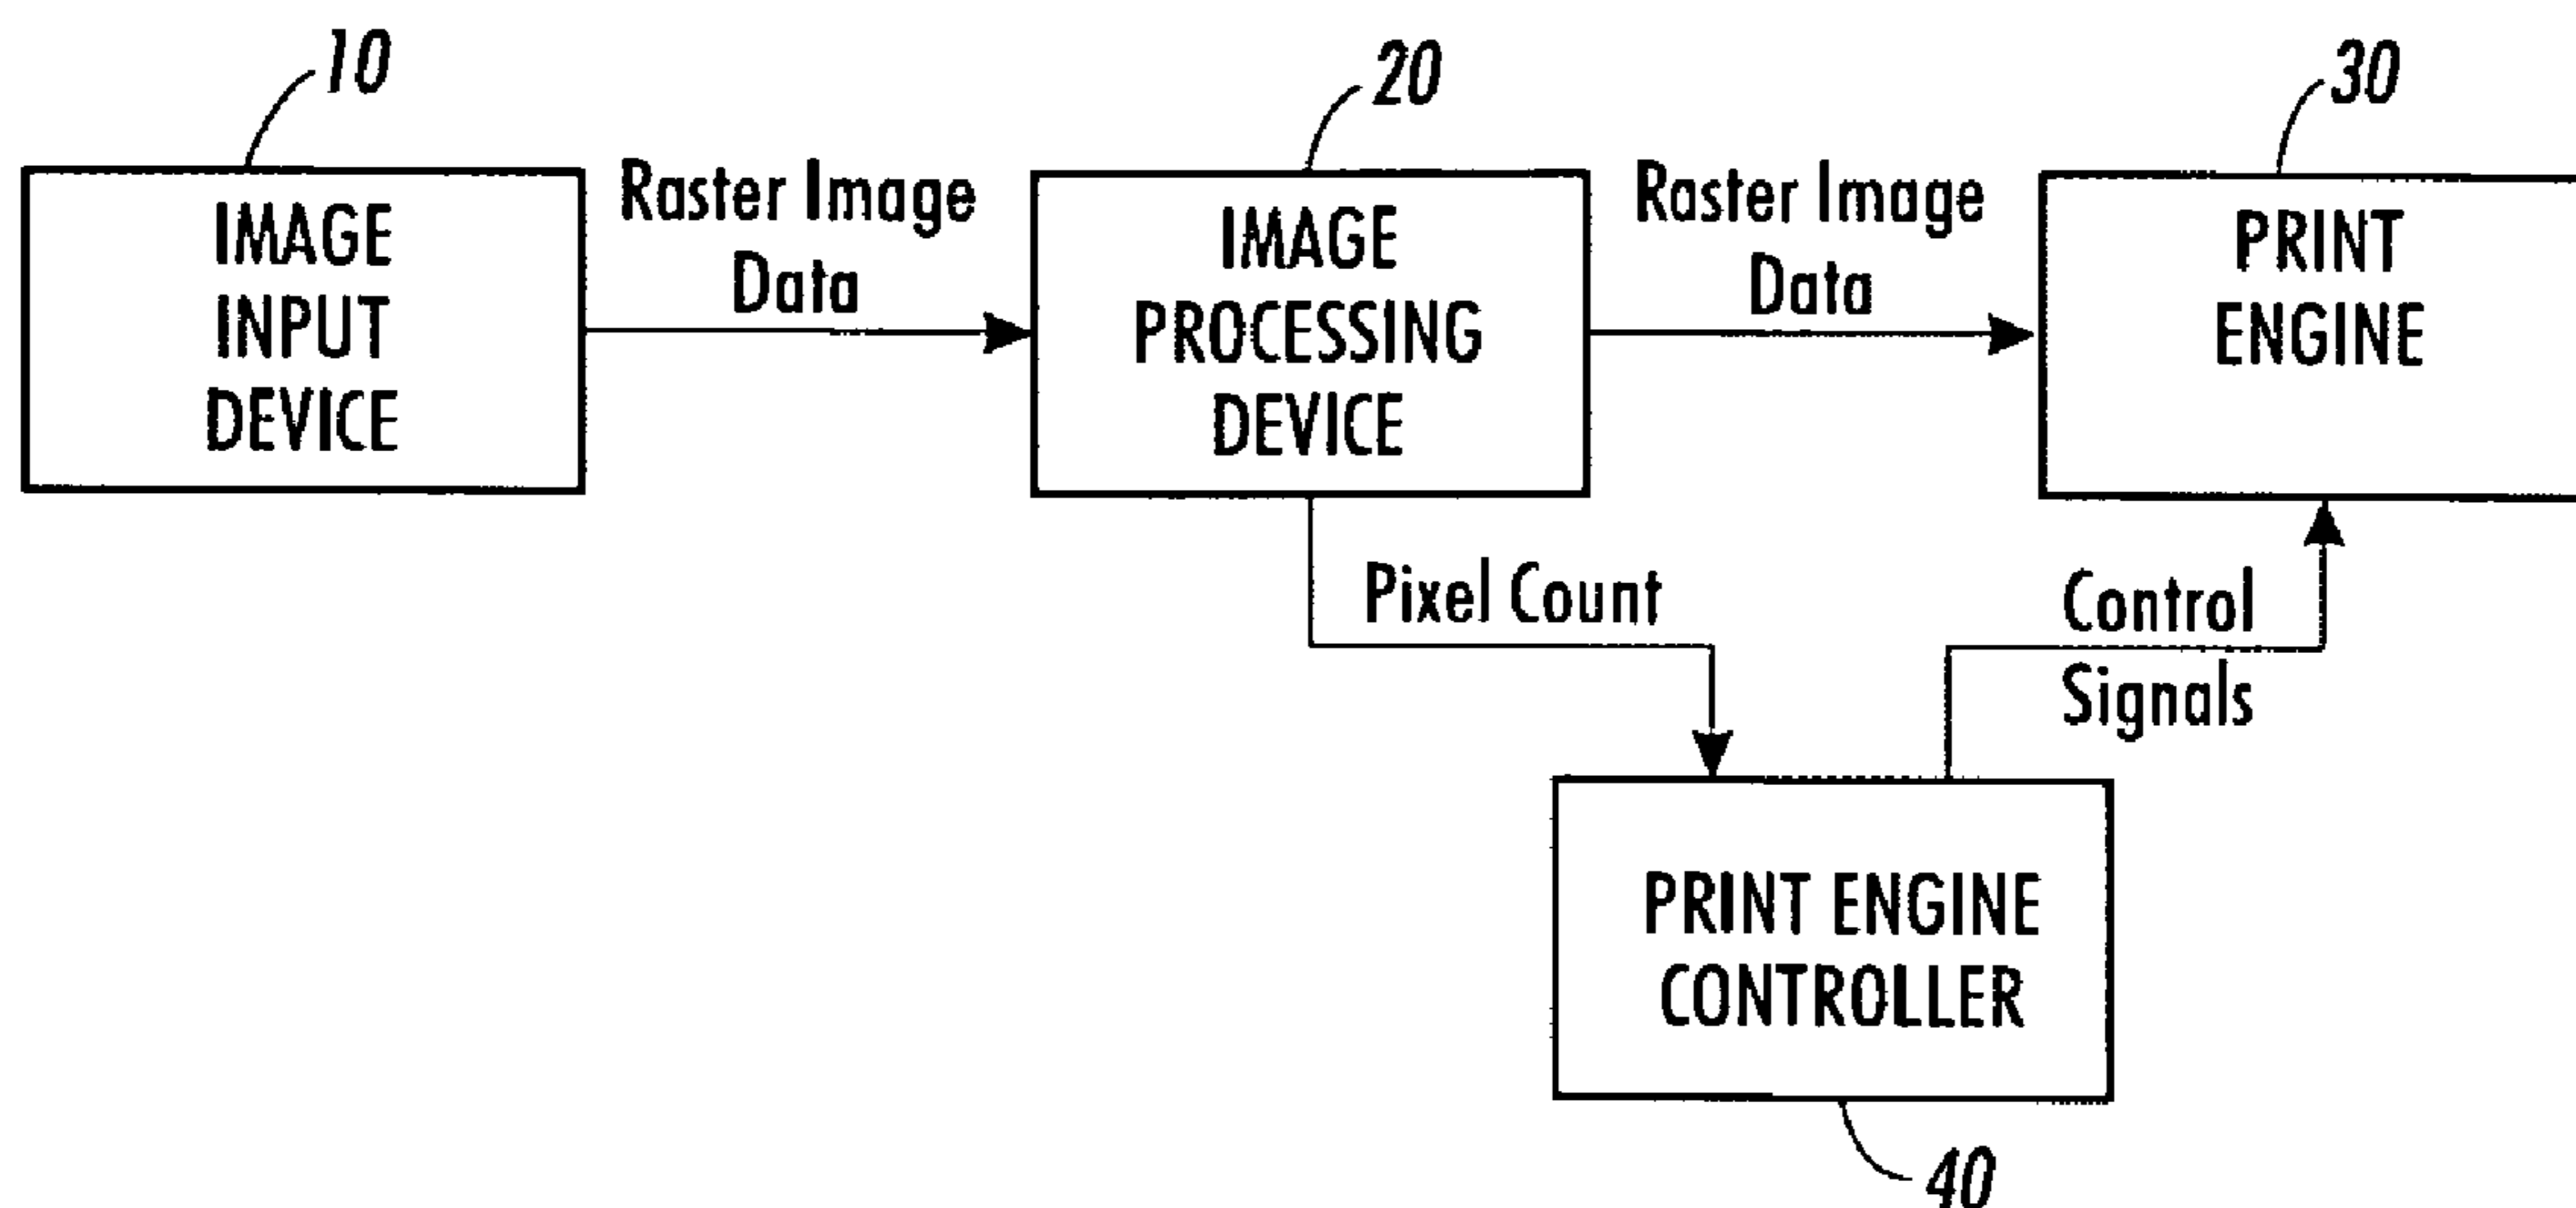 10
20
30
IMAGE
INPUT
DEVICE
Raster Image
Data
IMAGE
PROCESSING
DEVICE
Raster Image
Data
PRINT
ENGINE
Pixel Count
Control
Signals
PRINT ENGINE
CONTROLLER
40